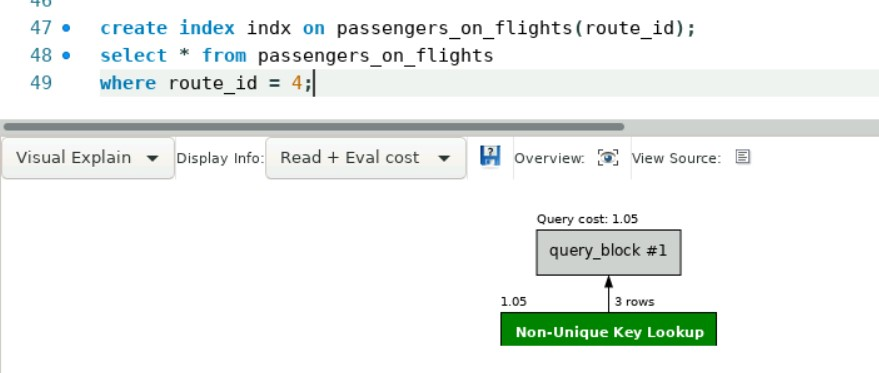 46
47 create index indx on passengers_on_flights(route_id);
48 select * from passengers_on_flights
49 where route_id = 4;
Visual Explain Display Info: Read + Eval cost Overview: View Source:
Query cost: 1.05
query_block #1
1.05 3 rows
Non-Unique Key Lookup